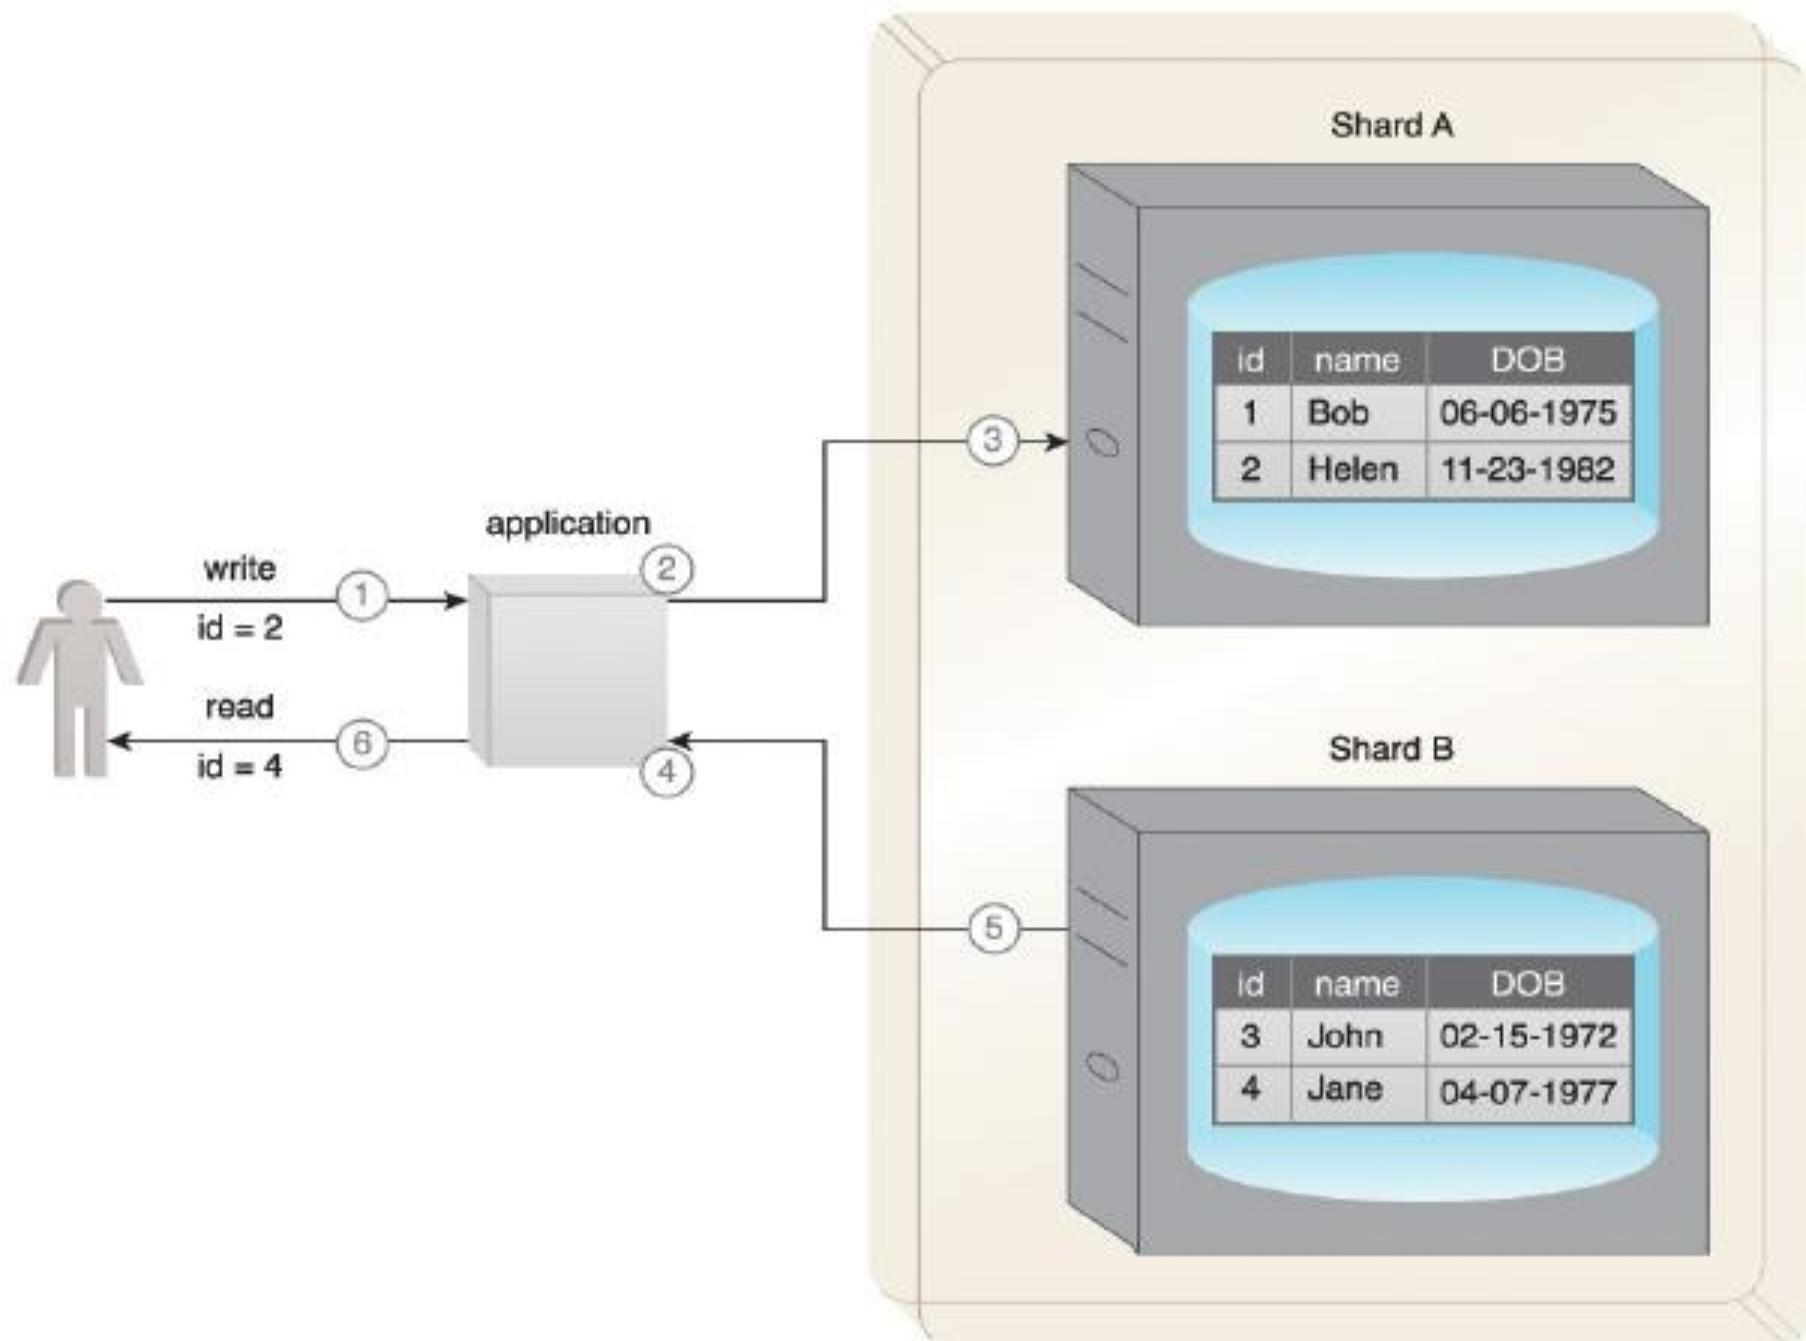 Shard A
id name DOB
1 Bob 06-06-1975
2 Helen 11-23-1982
3
application
2
write
1
id = 2
read
6
id = 4
4
Shard B
5
id name DOB
3 John 02-15-1972
4 Jane 04-07-1977